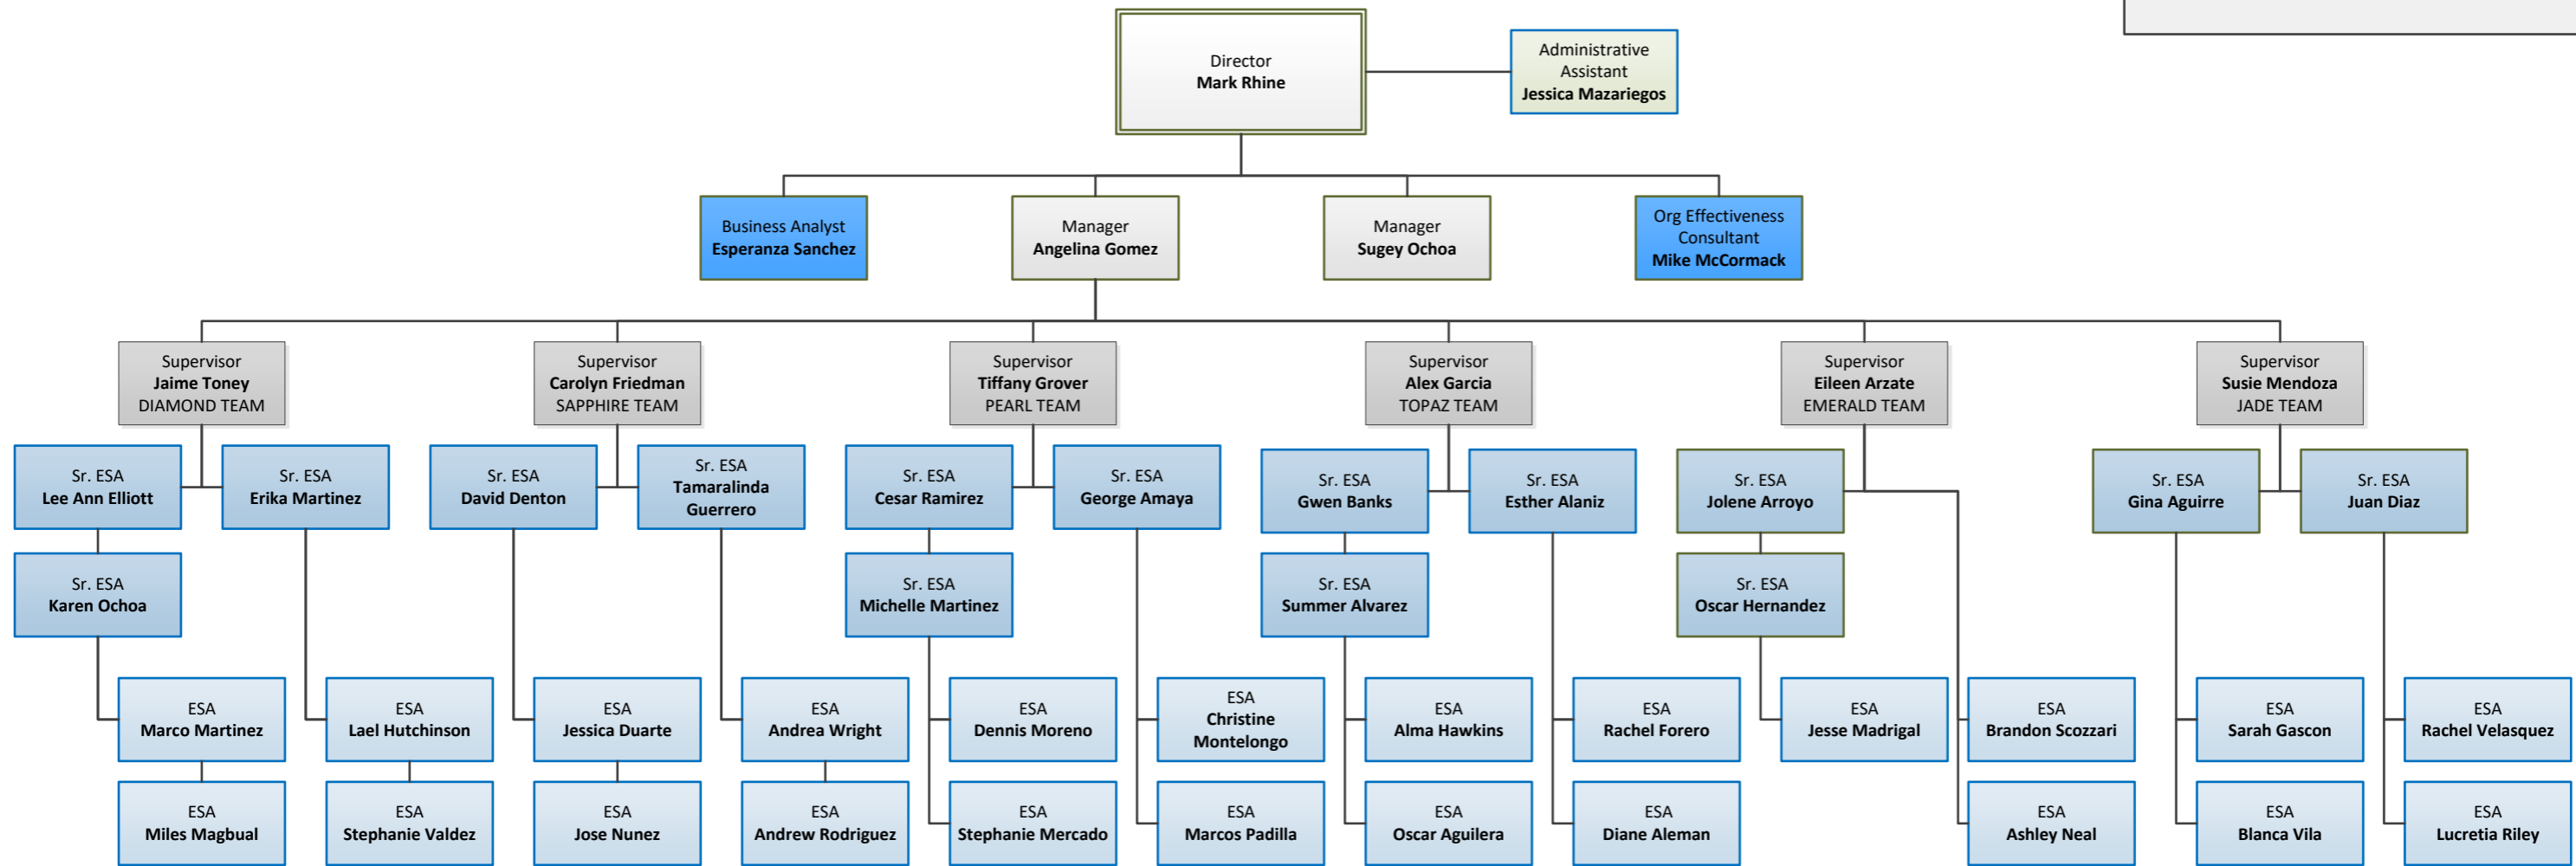 Director
Mark Rhine
Administrative
Assistant
Jessica Mazariegos
Business Analyst
Esperanza Sanchez
Manager
Angelina Gomez
Manager
Sugey Ochoa
Org Effectiveness
Consultant
Mike McCormack
Supervisor
Jaime Toney
DIAMOND TEAM
Supervisor
Carolyn Friedman
SAPPHIRE TEAM
Supervisor
Tiffany Grover
PEARL TEAM
Supervisor
Alex Garcia
TOPAZ TEAM
Supervisor
Eileen Arzate
EMERALD TEAM
Supervisor
Susie Mendoza
JADE TEAM
Sr. ESA
Lee Ann Elliott
Sr. ESA
Erika Martinez
Sr. ESA
David Denton
Sr. ESA
Tamaralinda
Guerrero
Sr. ESA
Cesar Ramirez
Sr. ESA
George Amaya
Sr. ESA
Gwen Banks
Sr. ESA
Esther Alaniz
Sr. ESA
Jolene Arroyo
Sr. ESA
Gina Aguirre
Sr. ESA
Juan Diaz
Sr. ESA
Karen Ochoa
Sr. ESA
Michelle Martinez
Sr. ESA
Summer Alvarez
Sr. ESA
Oscar Hernandez
ESA
Marco Martinez
ESA
Lael Hutchinson
ESA
Jessica Duarte
ESA
Andrea Wright
ESA
Dennis Moreno
ESA
Christine
Montelongo
ESA
Alma Hawkins
ESA
Rachel Forero
ESA
Jesse Madrigal
ESA
Brandon Scozzari
ESA
Sarah Gascon
ESA
Rachel Velasquez
ESA
Miles Magbual
ESA
Stephanie Valdez
ESA
Jose Nunez
ESA
Andrew Rodriguez
ESA
Stephanie Mercado
ESA
Marcos Padilla
ESA
Oscar Aguilera
ESA
Diane Aleman
ESA
Ashley Neal
ESA
Blanca Vila
ESA
Lucretia Riley